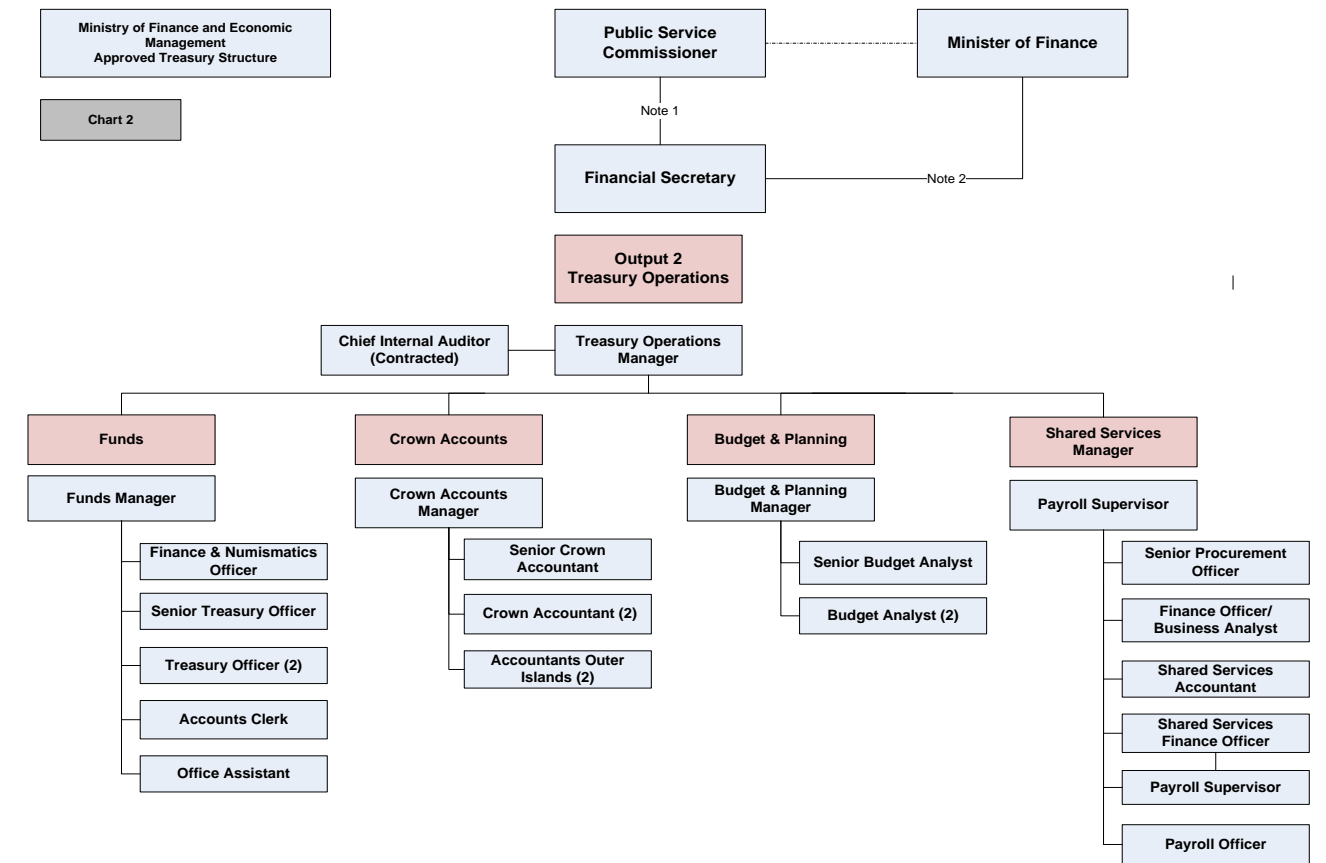 Ministry of Finance and Economic
Management
Approved Treasury Structure
Chart 2
Public Service
Commissioner
Minister of Finance
Note 1
Financial Secretary
Note 2
Output 2
Treasury Operations
Chief Internal Auditor
(Contracted)
Treasury Operations
Manager
Funds
Funds Manager
Finance & Numismatics
Officer
Senior Treasury Officer
Treasury Officer (2)
Accounts Clerk
Office Assistant
Crown Accounts
Crown Accounts
Manager
Senior Crown
Accountant
Crown Accountant (2)
Accountants Outer
Islands (2)
Budget & Planning
Budget & Planning
Manager
Senior Budget Analyst
Budget Analyst (2)
Shared Services
Manager
Payroll Supervisor
Senior Procurement
Officer
Finance Officer/
Business Analyst
Shared Services
Accountant
Shared Services
Finance Officer
Payroll Supervisor
Payroll Officer